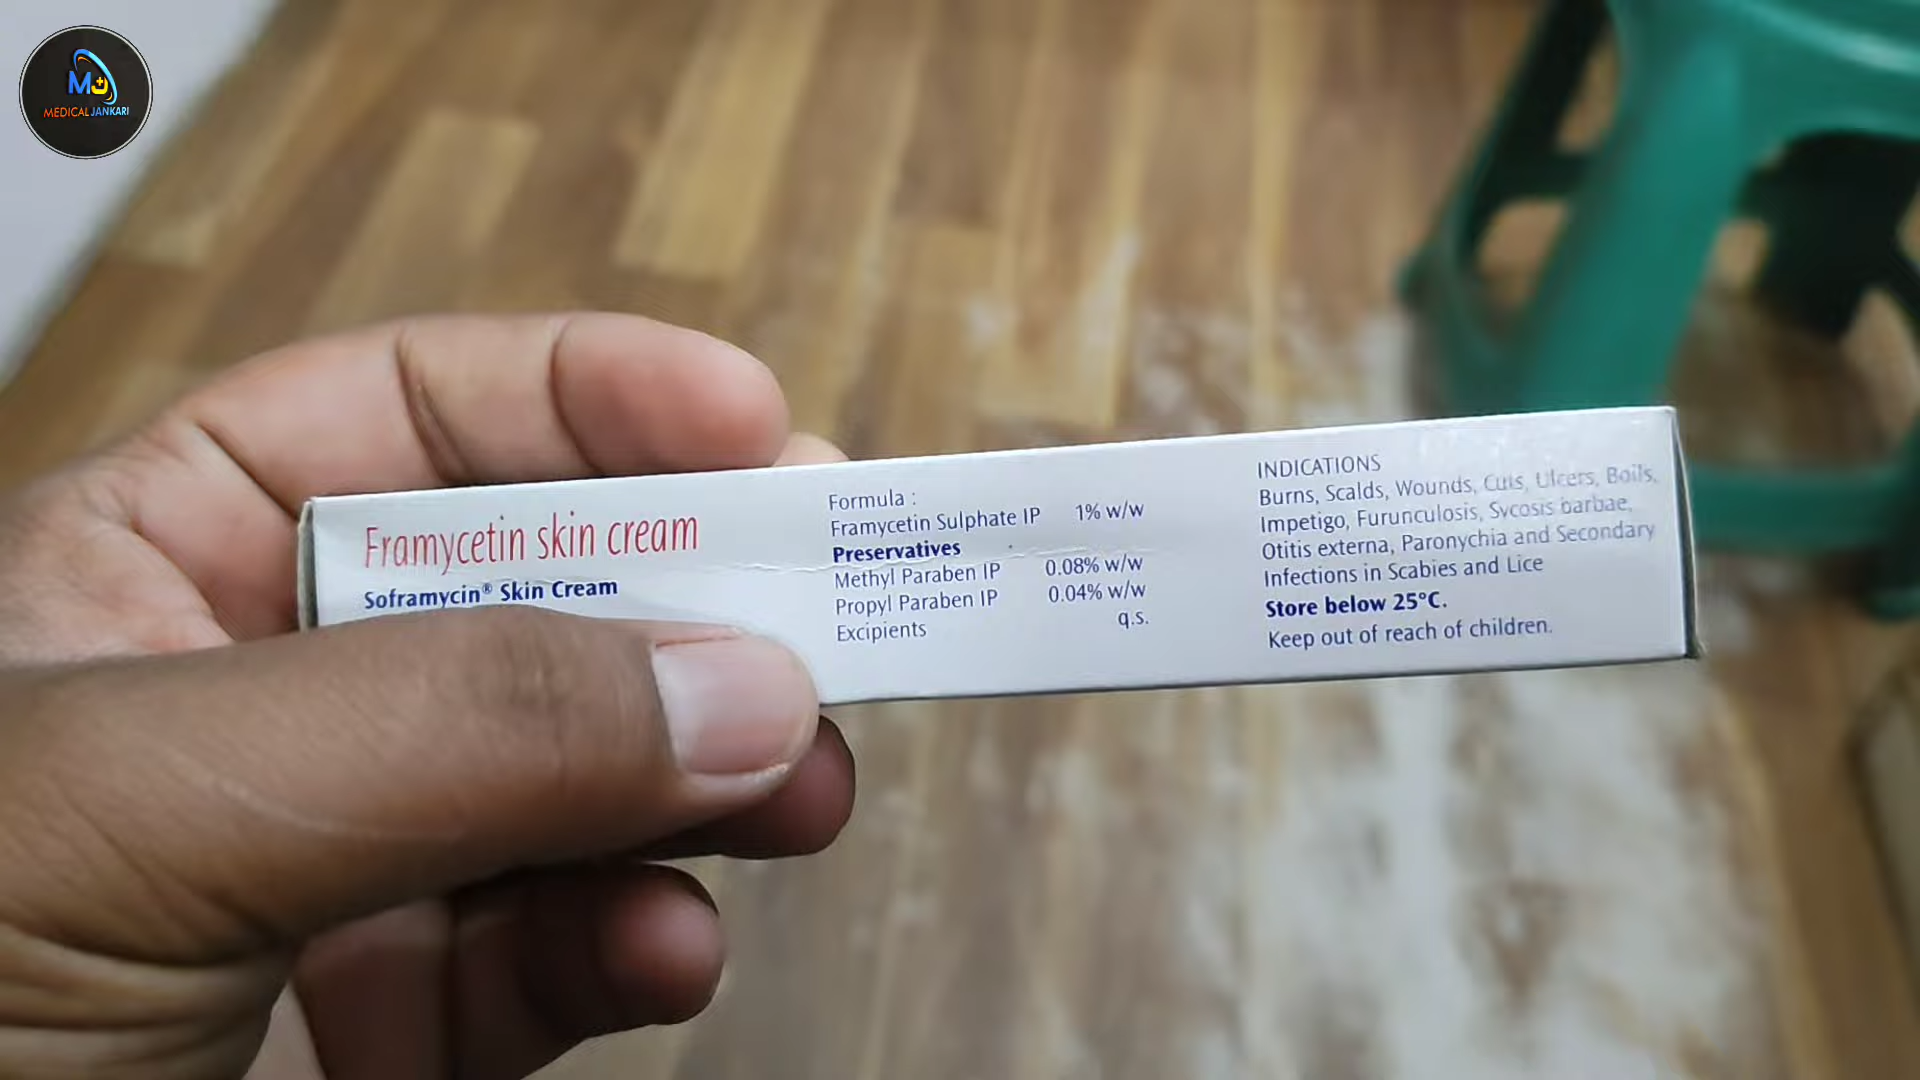 MJ
MEDICAL JANKARI
Framycetin skin cream
Soframycin® Skin Cream
Formula :
Framycetin Sulphate IP 1% w/w
Preservatives
Methyl Paraben IP 0.08% w/w
Propyl Paraben IP 0.04% w/w
Excipients q.s.
INDICATIONS
Burns, Scalds, Wounds, Cuts, Ulcers, Boils,
Impetigo, Furunculosis, Sycosis barbae,
Otitis externa, Paronychia and Secondary
Infections in Scabies and Lice
Store below 25°C.
Keep out of reach of children.